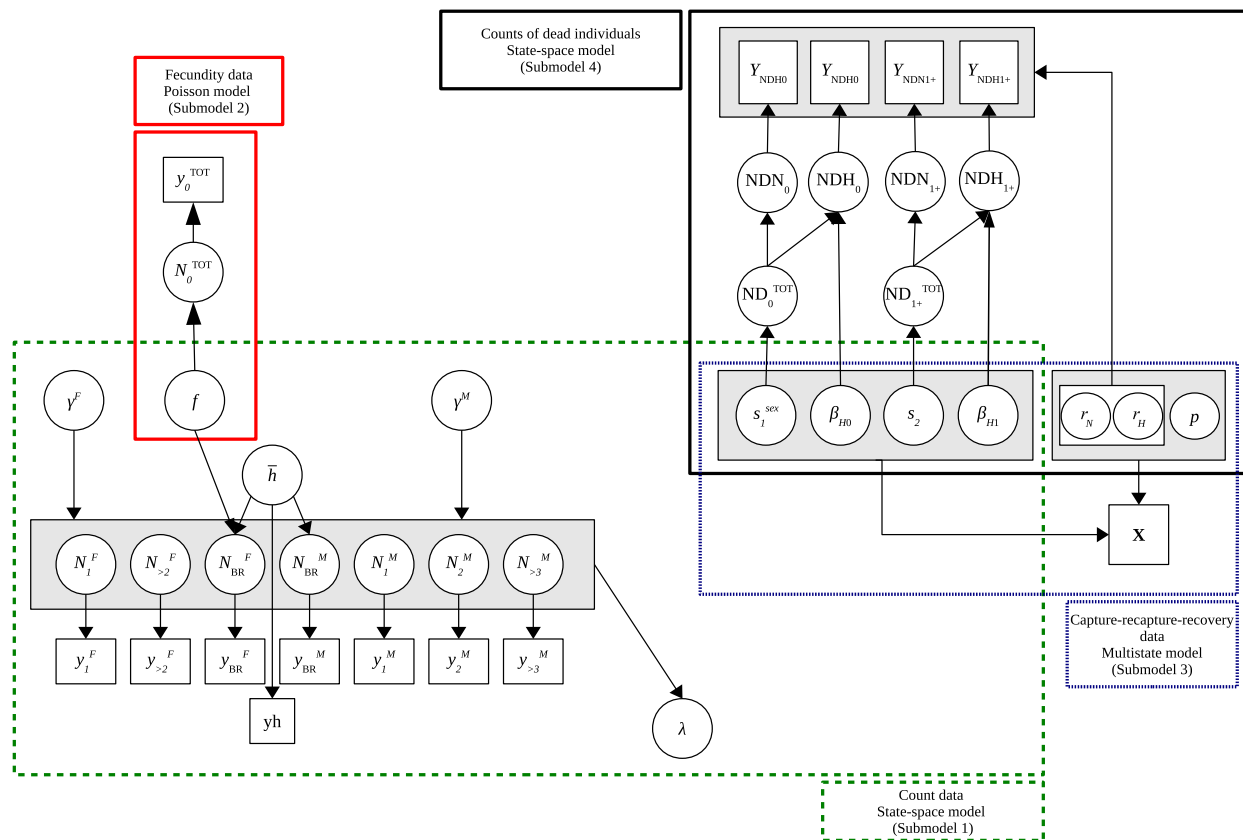 Counts of dead individuals
State-space model
(Submodel 4)
Fecundity data
Poisson model
(Submodel 2)
Y_NDH0 Y_NDH0 Y_NDN1+ Y_NDH1+
y_0^TOT
NDN_0 NDH_0 NDN_1+ NDH_1+
N_0^TOT
ND_0^TOT ND_1+^TOT
γ^F f γ^M
s_1^sex β_H0 s_2 β_H1 r_N r_H p
h̅
X
N_1^F N_>2^F N_BR^F N_BR^M N_1^M N_2^M N_>3^M
y_1^F y_>2^F y_BR^F y_BR^M y_1^M y_2^M y_>3^M
Capture-recapture-recovery
data
Multistate model
(Submodel 3)
yh
λ
Count data
State-space model
(Submodel 1)